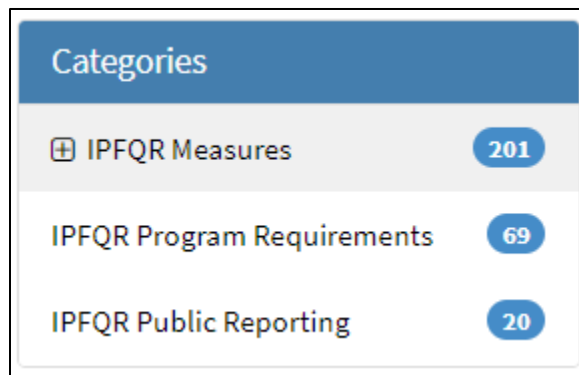 Categories
IPFQR Measures 201
IPFQR Program Requirements 69
IPFQR Public Reporting 20